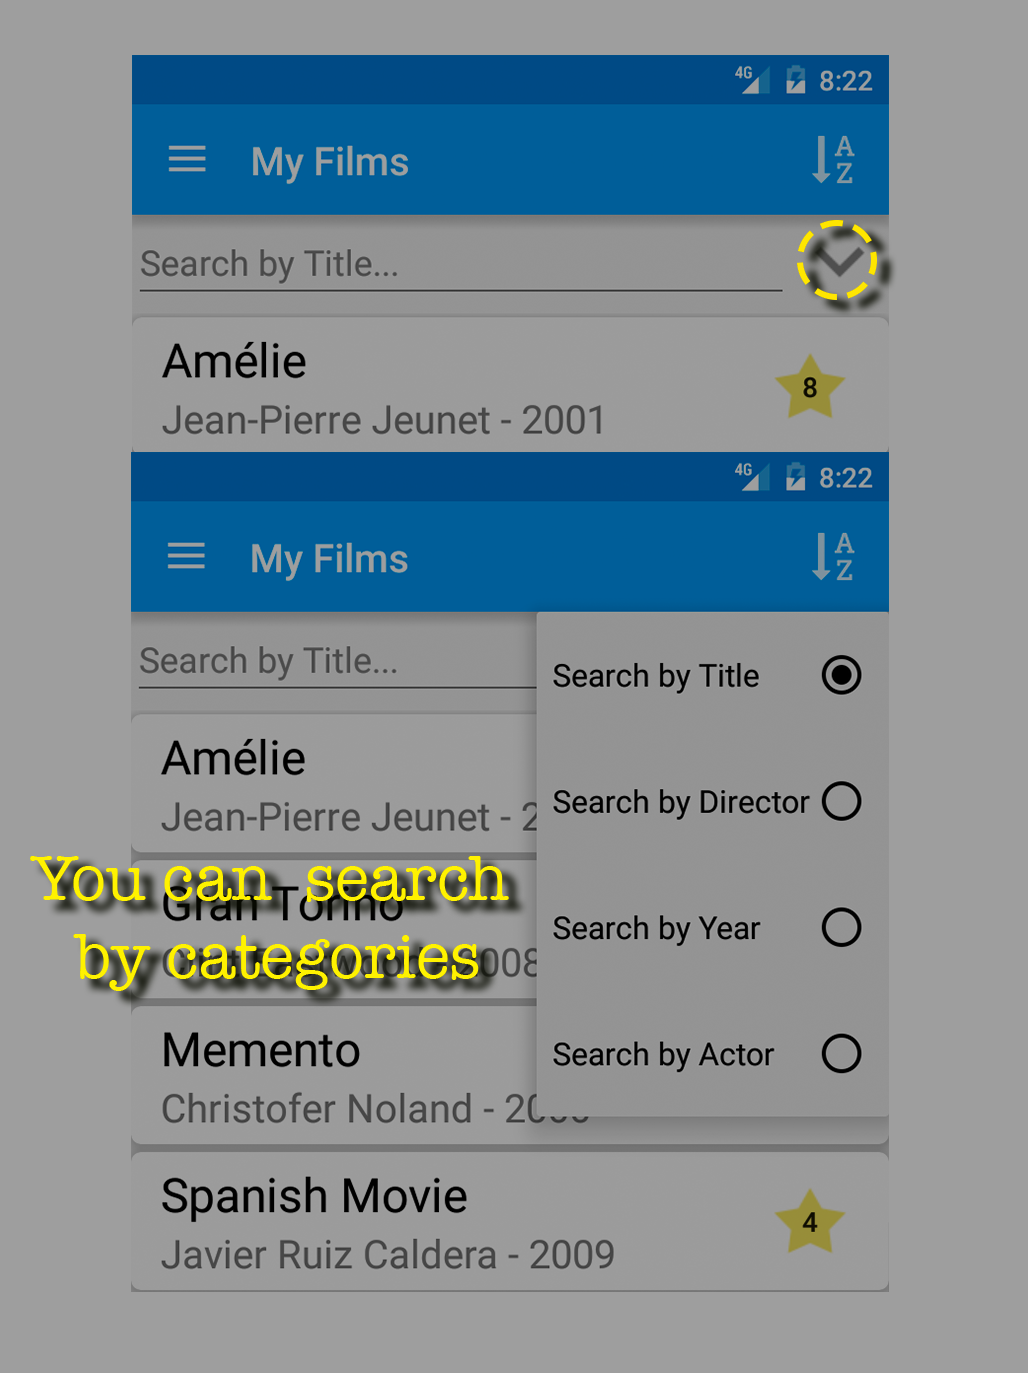 4G 8:22
My Films
A
Z
Search by Title...
Amélie
8
Jean-Pierre Jeunet - 2001
4G 8:22
My Films
A
Z
Search by Title...
Search by Title
Amélie
Search by Director
Jean-Pierre Jeunet - 2
You can search
Gran Torino
Search by Year
by categories
008
Memento
Search by Actor
Christofer Noland - 20
Spanish Movie
4
Javier Ruiz Caldera - 2009